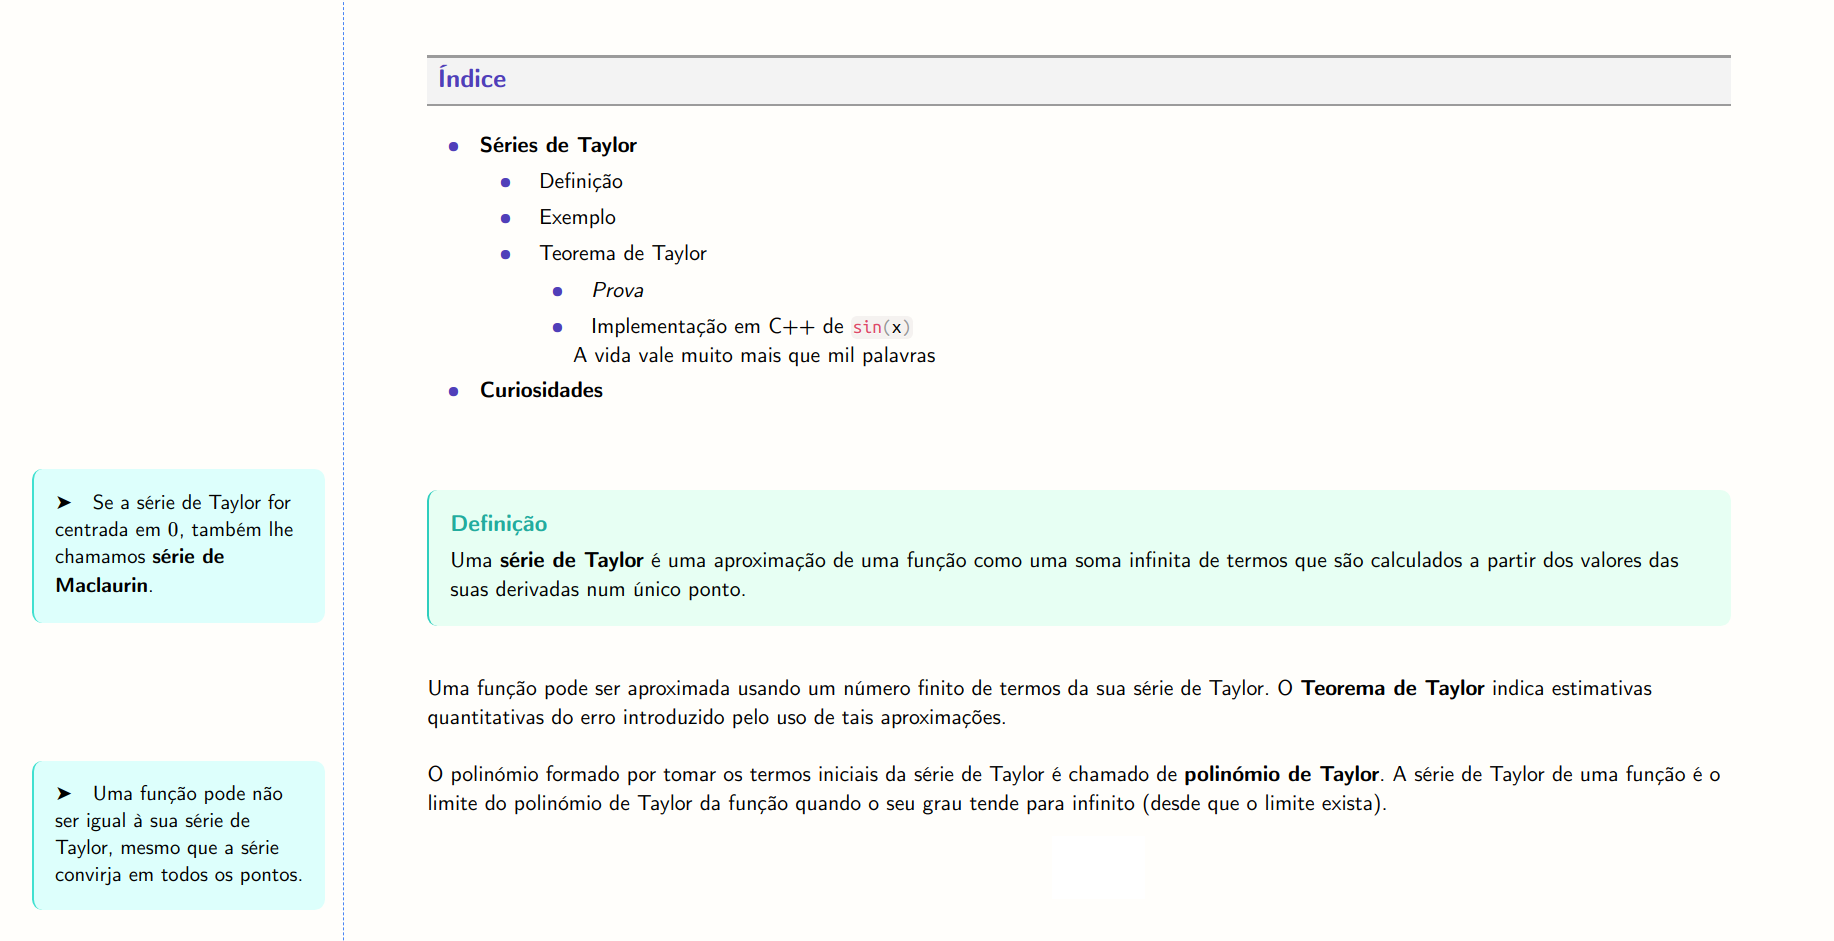 Índice
Séries de Taylor
Definição
Exemplo
Teorema de Taylor
Prova
Implementação em C++ de sin(x)
A vida vale muito mais que mil palavras
Curiosidades
➤ Se a série de Taylor for
centrada em 0, também lhe
chamamos série de
Maclaurin.
Definição
Uma série de Taylor é uma aproximação de uma função como uma soma infinita de termos que são calculados a partir dos valores das
suas derivadas num único ponto.
Uma função pode ser aproximada usando um número finito de termos da sua série de Taylor. O Teorema de Taylor indica estimativas
quantitativas do erro introduzido pelo uso de tais aproximações.
➤ Uma função pode não
ser igual à sua série de
Taylor, mesmo que a série
convirja em todos os pontos.
O polinómio formado por tomar os termos iniciais da série de Taylor é chamado de polinómio de Taylor. A série de Taylor de uma função é o
limite do polinómio de Taylor da função quando o seu grau tende para infinito (desde que o limite exista).